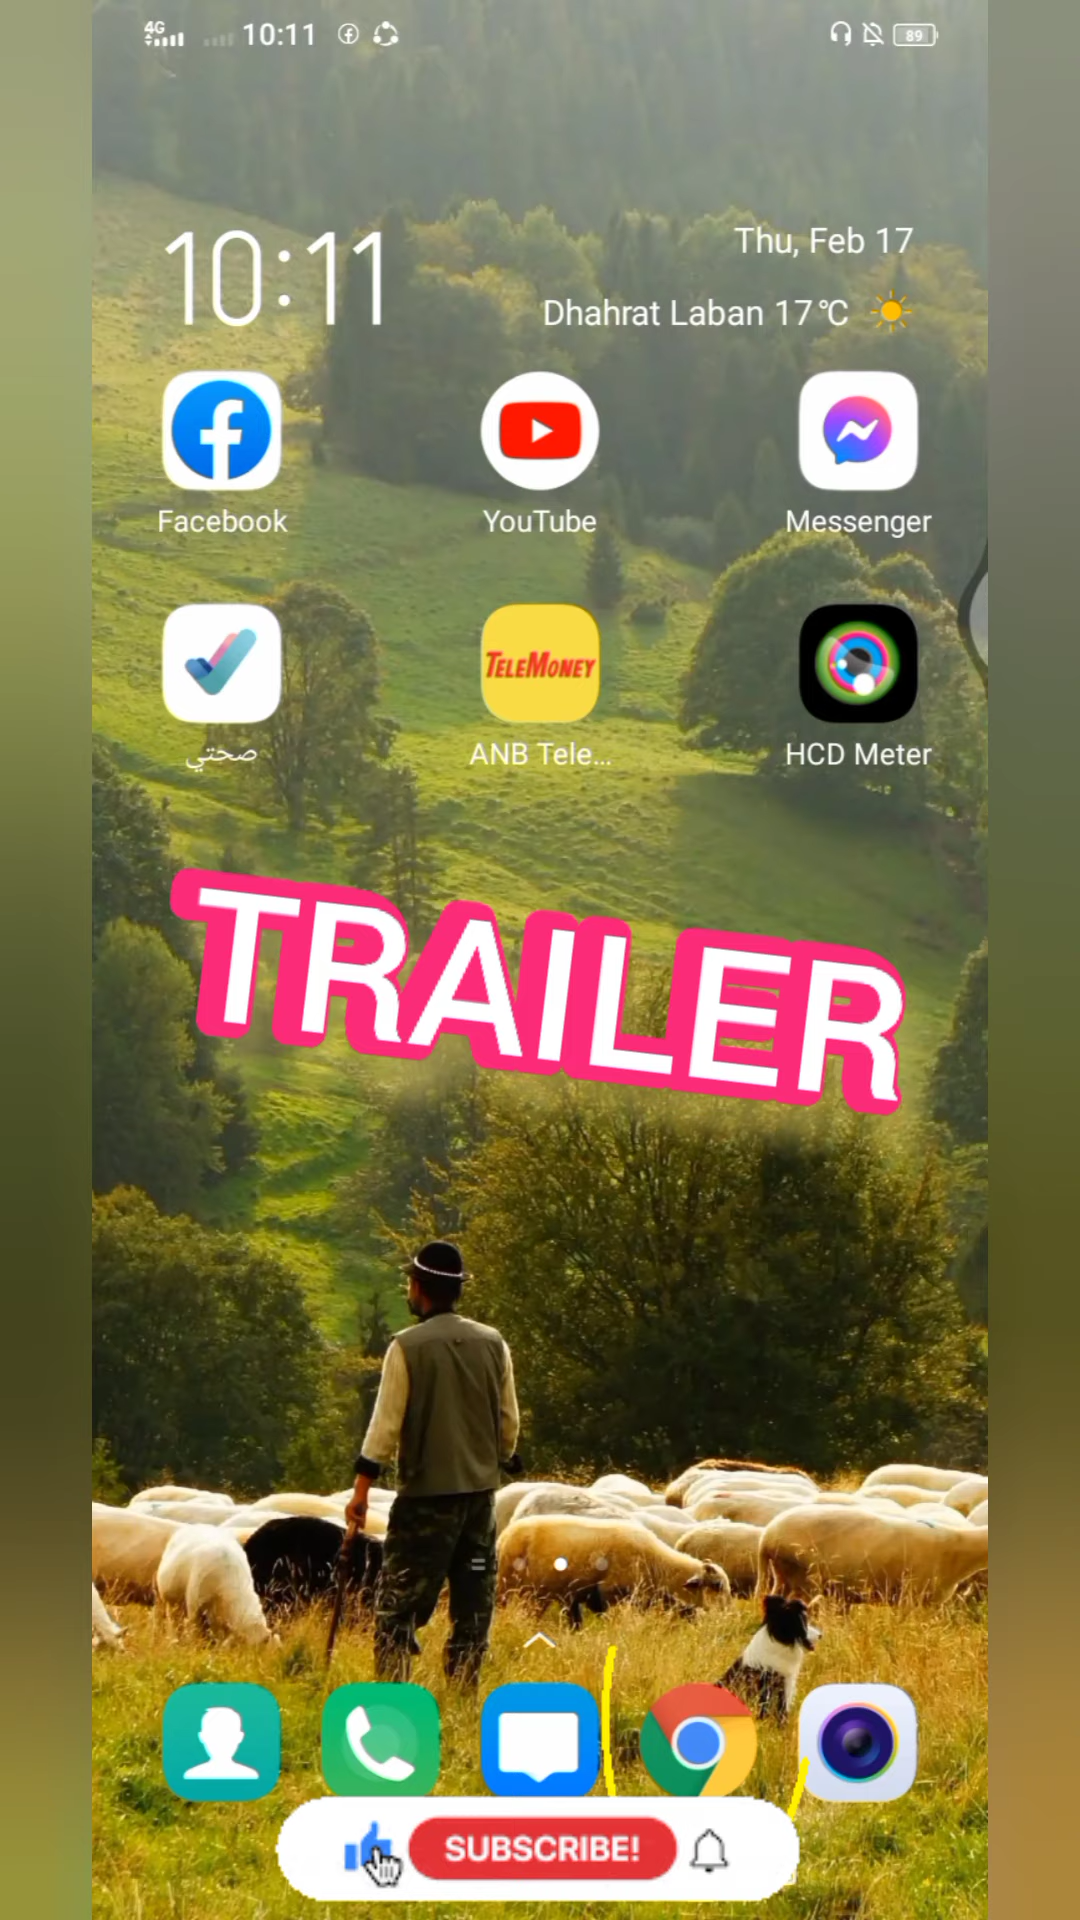 4G 10:11 89
10:11
Thu, Feb 17
Dhahrat Laban 17°C
Facebook
YouTube
Messenger
TELEMONEY
صحتي
ANB Tele...
HCD Meter
TRAILER
SUBSCRIBE!